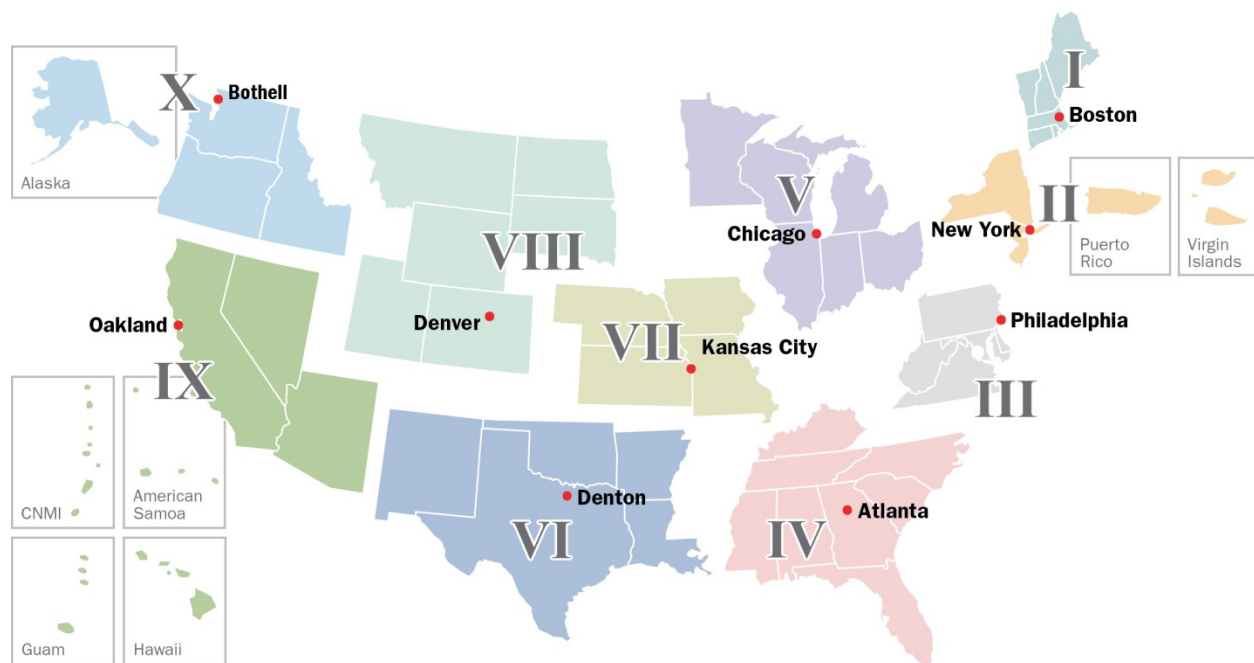 I
X
Bothell
Boston
Alaska
V
II
Chicago
New York
VIII
Puerto
Rico
Virgin
Islands
Oakland
Denver
VII
Kansas City
Philadelphia
IX
III
CNMI
American
Samoa
Denton
Atlanta
VI
IV
Guam
Hawaii